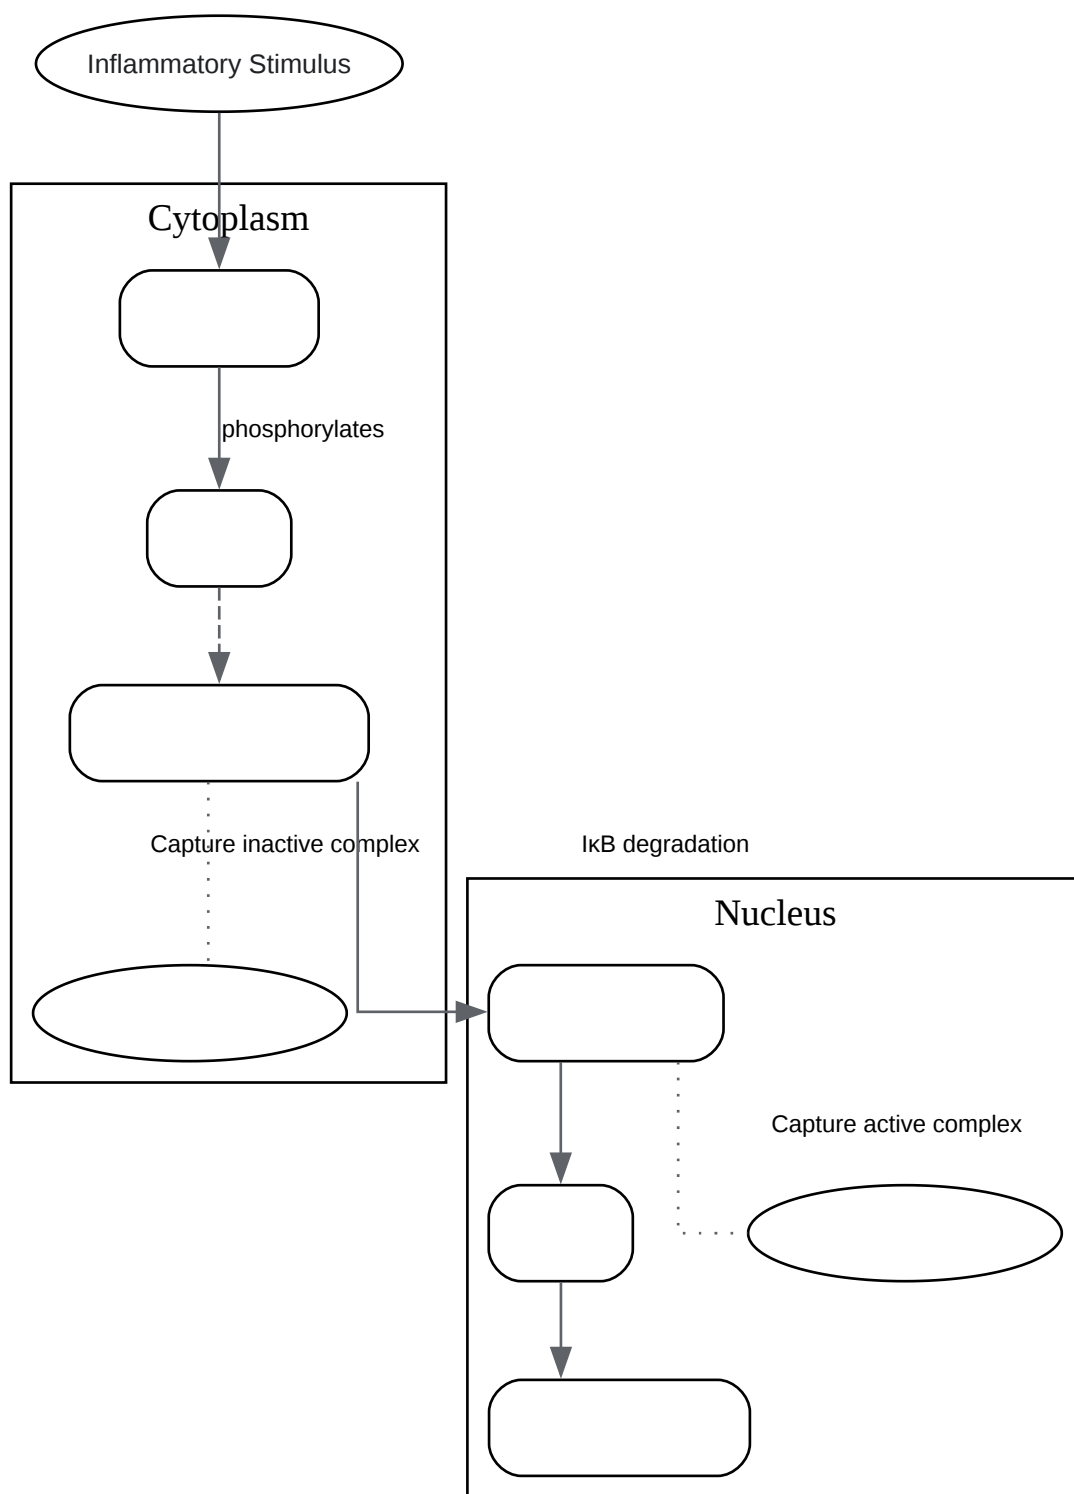 Inflammatory Stimulus
Cytoplasm
phosphorylates
Capture inactive complex
IκB degradation
Nucleus
Capture active complex